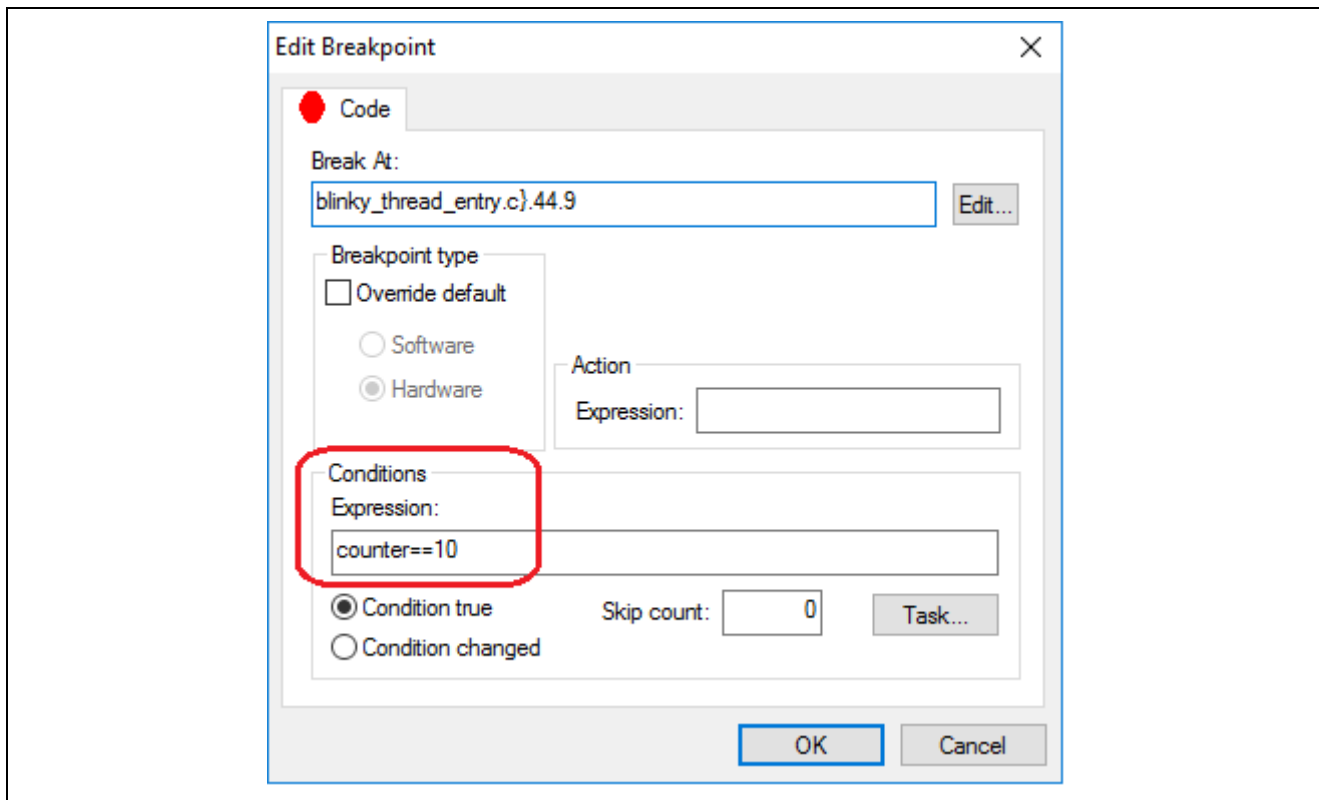 Edit Breakpoint
Code
Break At:
blinky_thread_entry.c}.44.9
Edit...
Breakpoint type
Override default
Software
Hardware
Action
Expression:
Conditions
Expression:
counter==10
Condition true
Skip count: 0
Task...
Condition changed
OK
Cancel